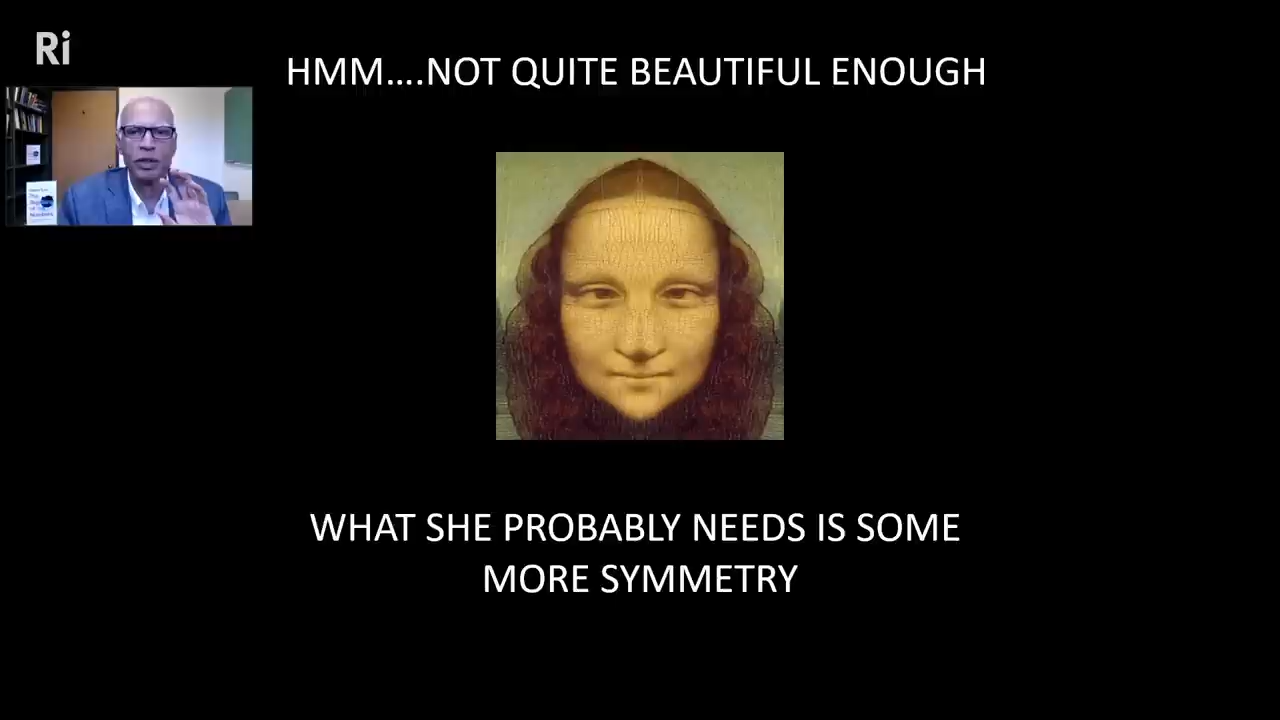 Ri
HMM....NOT QUITE BEAUTIFUL ENOUGH
WHAT SHE PROBABLY NEEDS IS SOME
MORE SYMMETRY